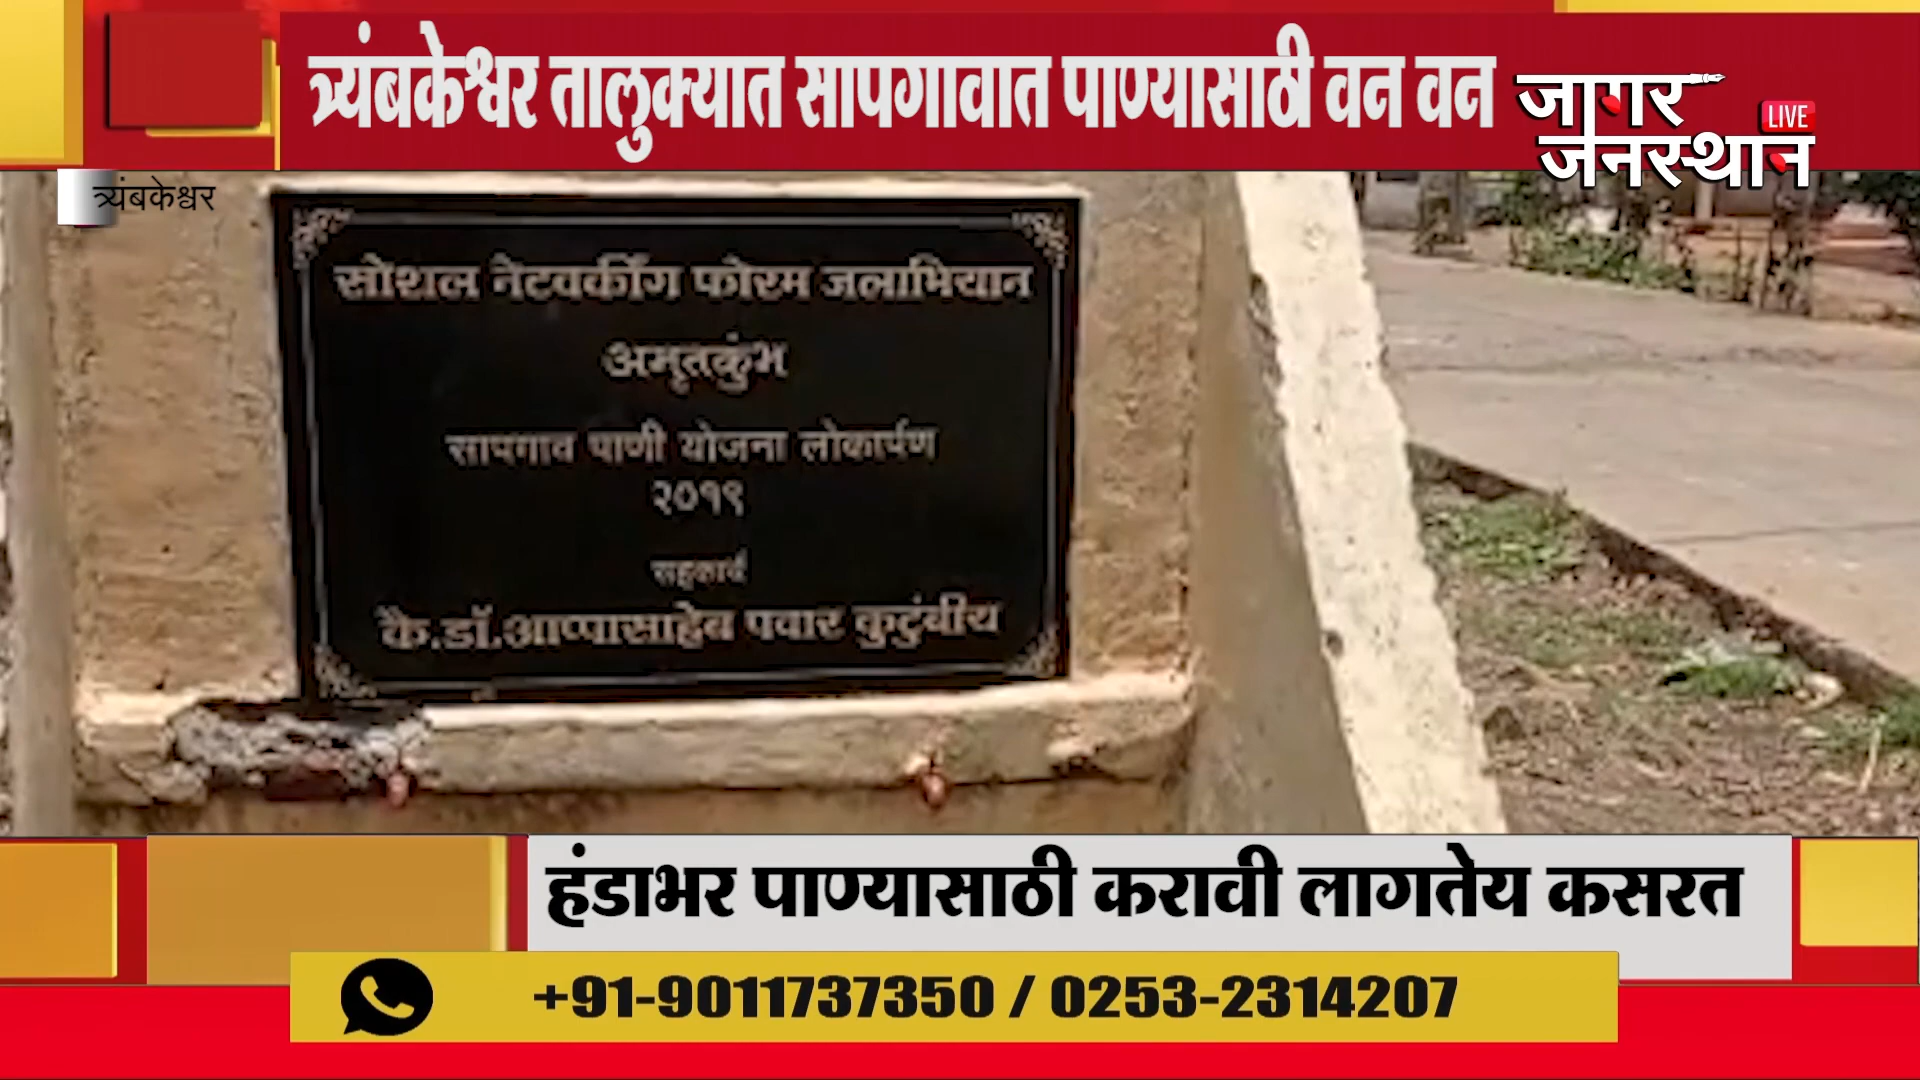 त्र्यंबकेश्वर तालुक्यात सापगावात पाण्यासाठी वन वन
जागर
LIVE
जनस्थान
त्र्यंबकेश्वर
सोशल नेटवर्कींग फोरम जलाभियान
अमृतकुंभ
सापगाव पाणी योजना लोकार्पण
२०१९
सहकार्य
कै.डॉ.आप्पासाहेब पवार कुटुंबीय
हंडाभर पाण्यासाठी करावी लागतेय कसरत
+91-9011737350 / 0253-2314207